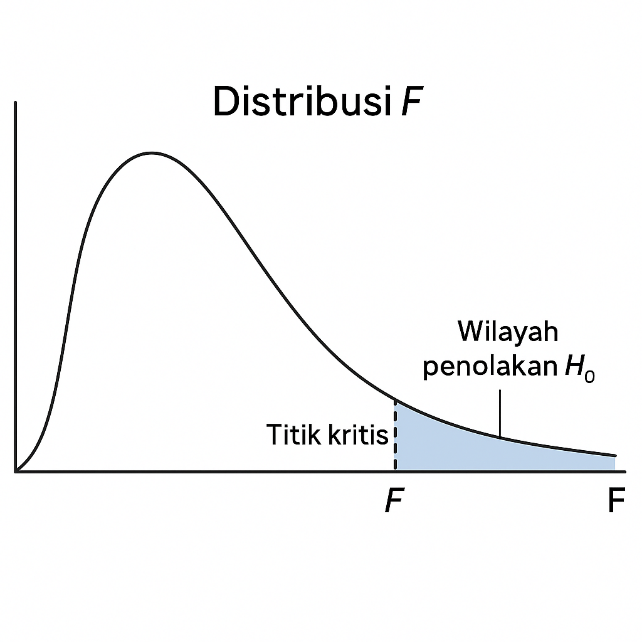 Distribusi F
Wilayah
penolakan H₀
Titik kritis
F
F